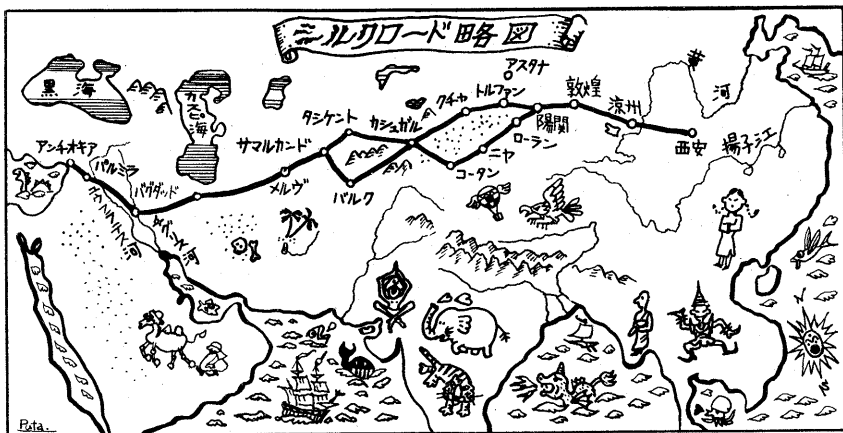 シルクロード略図
黒海
カスピ海
アンチオキア
パルミラ
バグダッド
ユウフラテス河
チグリス河
メルヴ
サマルカンド
タシケント
バルク
カシュガル
クチャ
トルファン
アスタナ
コータン
ニヤ
ローラン
陽関
敦煌
涼州
西安
黄河
揚子江